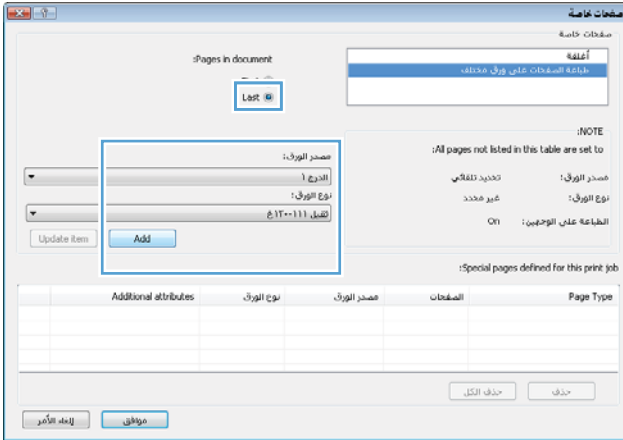 صفحات خاصة
صفحات خاصة
أغلفة
طباعة الصفحات على ورق مختلف
Pages in document:
Last
NOTE:
All pages not listed in this table are set to:
مصدر الورق: تحديد تلقائي
نوع الورق: غير محدد
الطباعة على الوجهين: On
مصدر الورق:
الدرج ١
نوع الورق:
ثقيل ١١١-١٣٠غ
Add
Update item
Special pages defined for this print job:
Page Type الصفحات مصدر الورق نوع الورق Additional attributes
حذف
حذف الكل
موافق
إلغاء الأمر